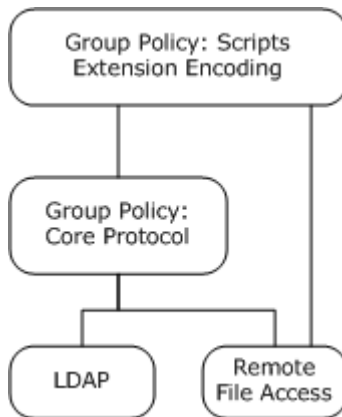 Group Policy: Scripts
Extension Encoding
Group Policy:
Core Protocol
LDAP
Remote
File Access